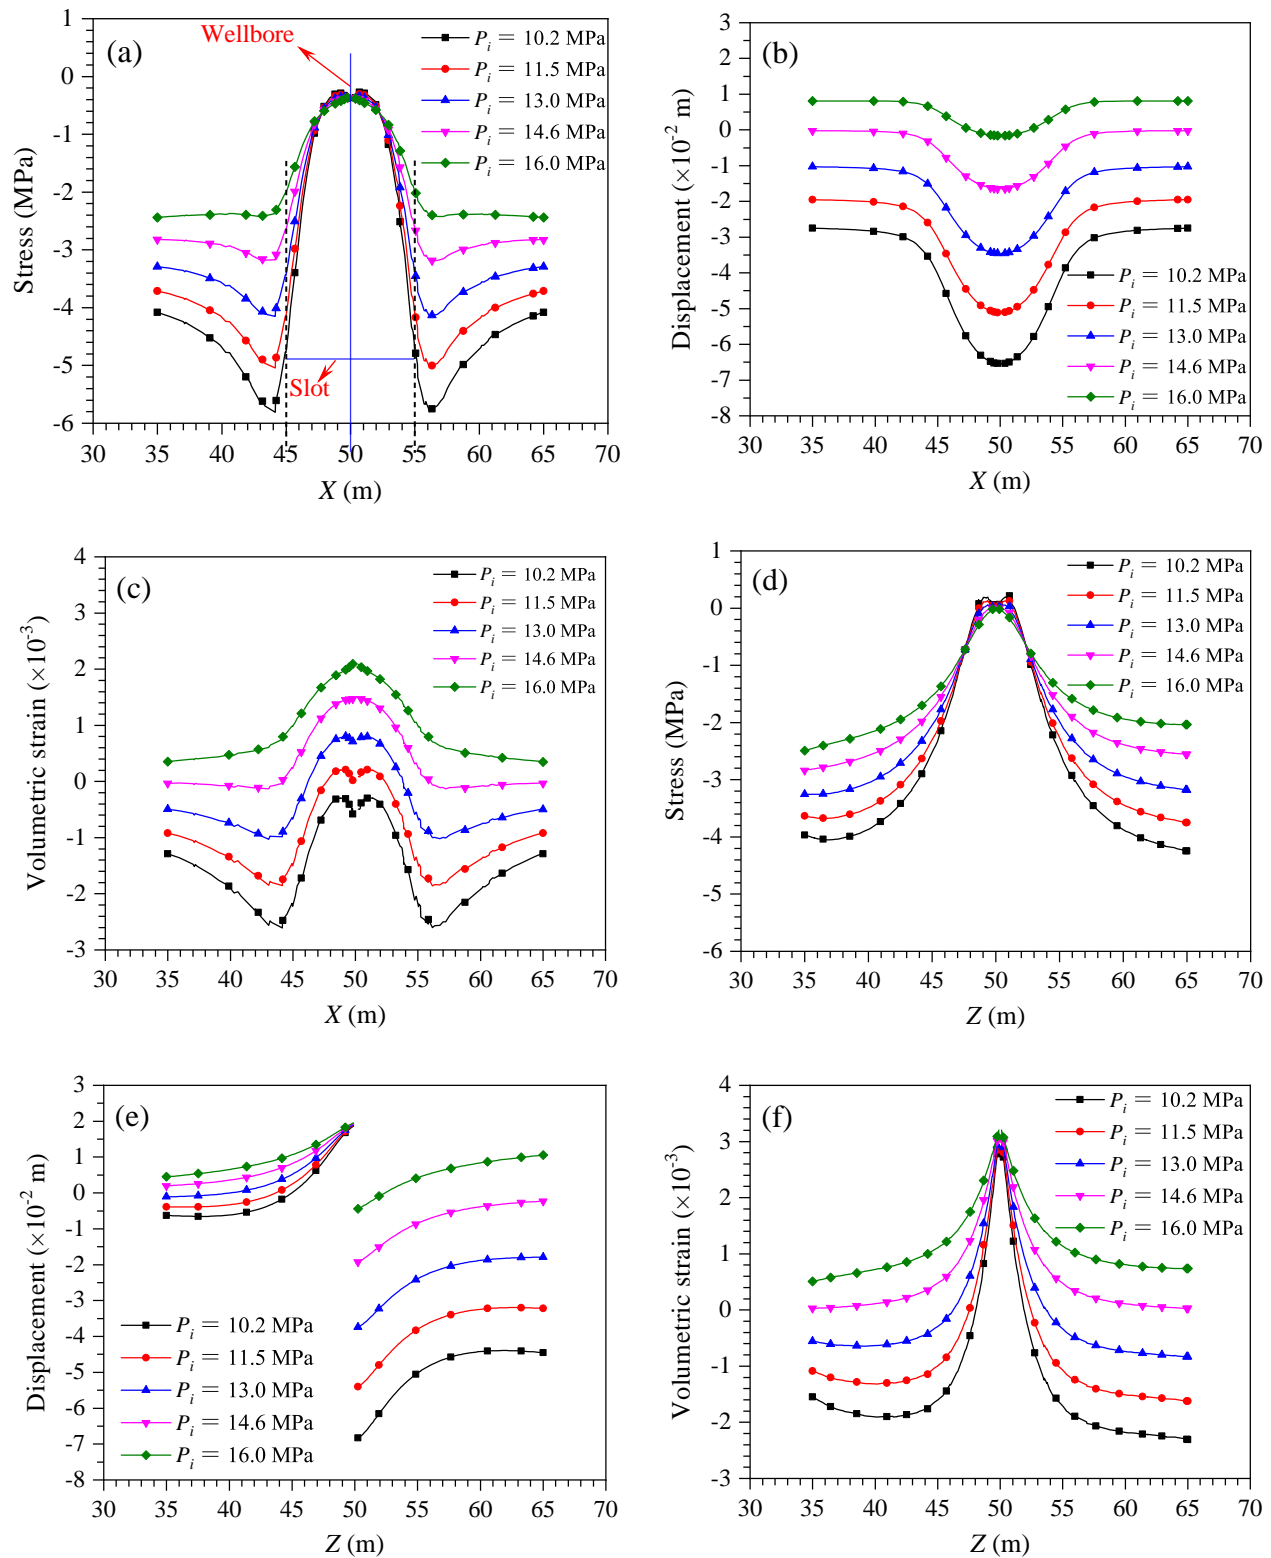 (a)
Wellbore
Slot
P_i = 10.2 MPa
P_i = 11.5 MPa
P_i = 13.0 MPa
P_i = 14.6 MPa
P_i = 16.0 MPa
Stress (MPa)
1
0
-1
-2
-3
-4
-5
-6
30 35 40 45 50 55 60 65 70
X (m)
(b)
P_i = 10.2 MPa
P_i = 11.5 MPa
P_i = 13.0 MPa
P_i = 14.6 MPa
P_i = 16.0 MPa
Displacement (×10⁻² m)
3
2
1
0
-1
-2
-3
-4
-5
-6
-7
-8
30 35 40 45 50 55 60 65 70
X (m)
(c)
P_i = 10.2 MPa
P_i = 11.5 MPa
P_i = 13.0 MPa
P_i = 14.6 MPa
P_i = 16.0 MPa
Volumetric strain (×10⁻³)
4
3
2
1
0
-1
-2
-3
30 35 40 45 50 55 60 65 70
X (m)
(d)
P_i = 10.2 MPa
P_i = 11.5 MPa
P_i = 13.0 MPa
P_i = 14.6 MPa
P_i = 16.0 MPa
Stress (MPa)
1
0
-1
-2
-3
-4
-5
-6
30 35 40 45 50 55 60 65 70
Z (m)
(e)
P_i = 10.2 MPa
P_i = 11.5 MPa
P_i = 13.0 MPa
P_i = 14.6 MPa
P_i = 16.0 MPa
Displacement (×10⁻² m)
3
2
1
0
-1
-2
-3
-4
-5
-6
-7
-8
30 35 40 45 50 55 60 65 70
Z (m)
(f)
P_i = 10.2 MPa
P_i = 11.5 MPa
P_i = 13.0 MPa
P_i = 14.6 MPa
P_i = 16.0 MPa
Volumetric strain (×10⁻³)
4
3
2
1
0
-1
-2
-3
30 35 40 45 50 55 60 65 70
Z (m)